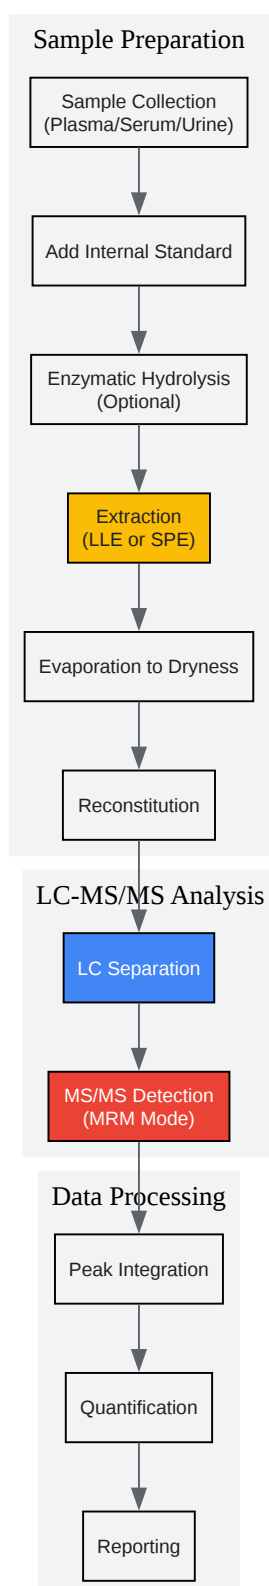 Sample Preparation
Sample Collection
(Plasma/Serum/Urine)
Add Internal Standard
Enzymatic Hydrolysis
(Optional)
Extraction
(LLE or SPE)
Evaporation to Dryness
Reconstitution
LC-MS/MS Analysis
LC Separation
MS/MS Detection
(MRM Mode)
Data Processing
Peak Integration
Quantification
Reporting